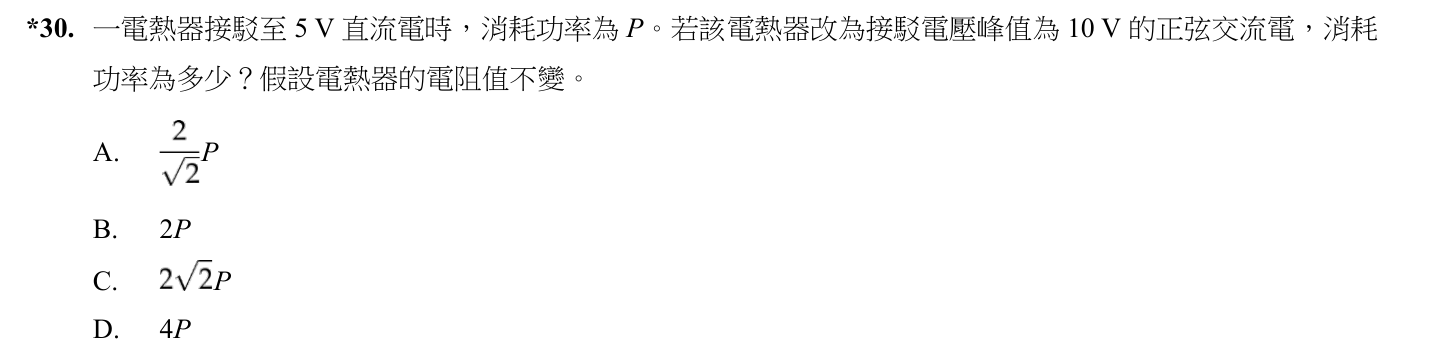 *30. 一電熱器接駁至 5 V 直流電時，消耗功率為 P。若該電熱器改為接駁電壓峰值為 10 V 的正弦交流電，消耗
功率為多少？假設電熱器的電阻值不變。
A. 2/√2 P
B. 2P
C. 2√2P
D. 4P